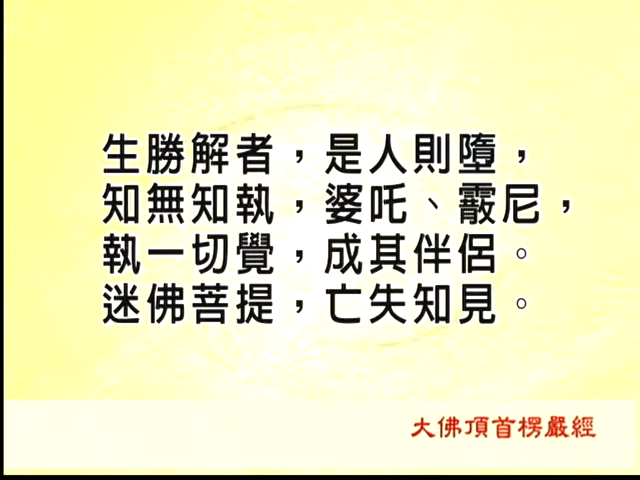 生勝解者，是人則墮，
知無知執，婆吒、霰尼，
執一切覺，成其伴侶。
迷佛菩提，亡失知見。
大佛頂首楞嚴經